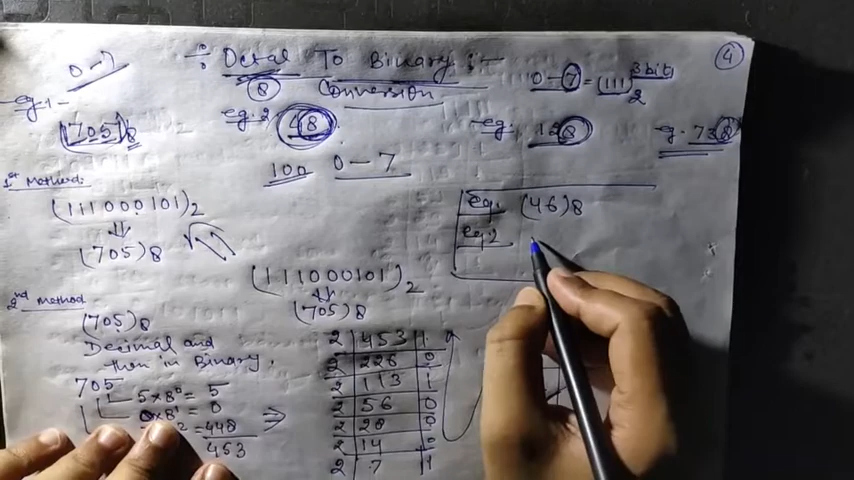 ÷ Octal To Binary :-
Conversion
8
4
0-7
0-7 = (111)2 3bit
eg.1-
(705)8
eg.2
48
eg.
128
eg. 738
100 0-7
1st Method
(111000101)2
⇓
(705)8
eg. (46)8
eg.2
(111000101)2
(705)8
2nd Method
(705)8
Decimal and
then in Binary.
705
5×8⁰ = 5
0×8¹ = 0
= 448
453
⇒
2 | 453 | 1
2 | 226 | 0
2 | 113 | 1
2 | 56 | 0
2 | 28 | 0
2 | 14 | 0
2 | 7 | 1